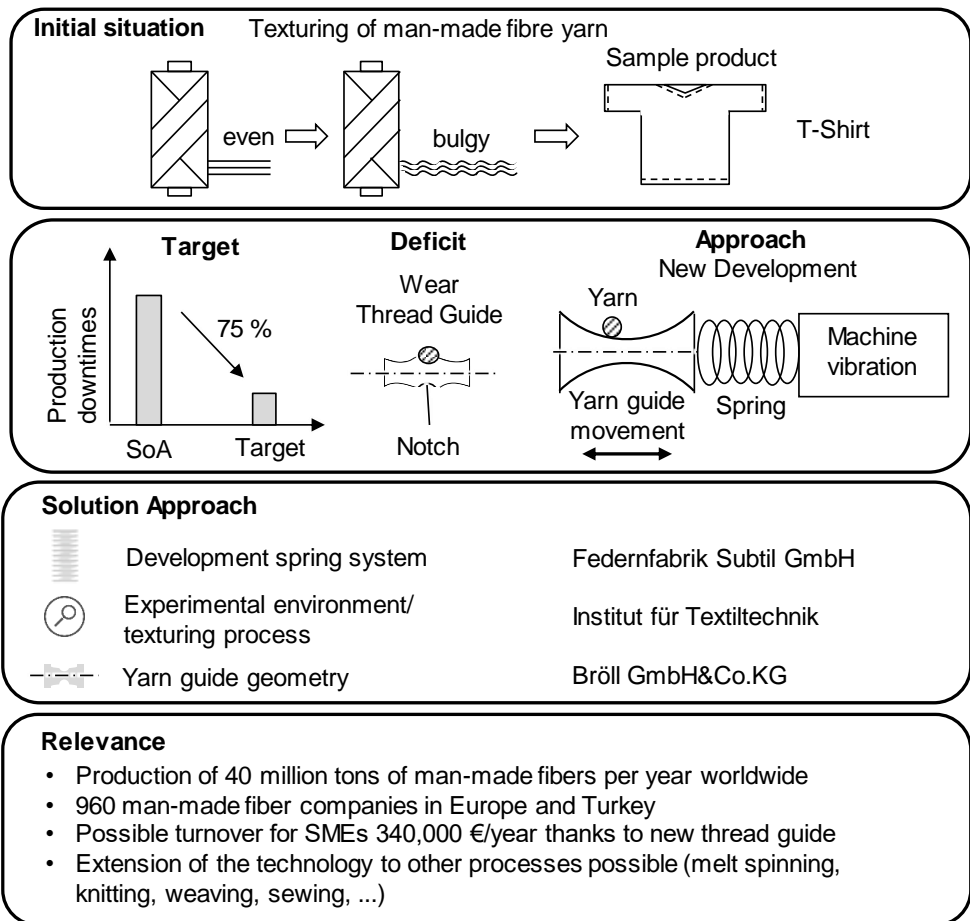 Initial situation Texturing of man-made fibre yarn
Sample product
even
bulgy
T-Shirt
Target
Production
downtimes
75 %
SoA
Target
Deficit
Wear
Thread Guide
Notch
Approach
New Development
Yarn
Machine
vibration
Yarn guide
movement
Spring
Solution Approach
Development spring system Federnfabrik Subtil GmbH
Experimental environment/
texturing process Institut für Textiltechnik
Yarn guide geometry Bröll GmbH&Co.KG
Relevance
• Production of 40 million tons of man-made fibers per year worldwide
• 960 man-made fiber companies in Europe and Turkey
• Possible turnover for SMEs 340,000 €/year thanks to new thread guide
• Extension of the technology to other processes possible (melt spinning,
knitting, weaving, sewing, ...)